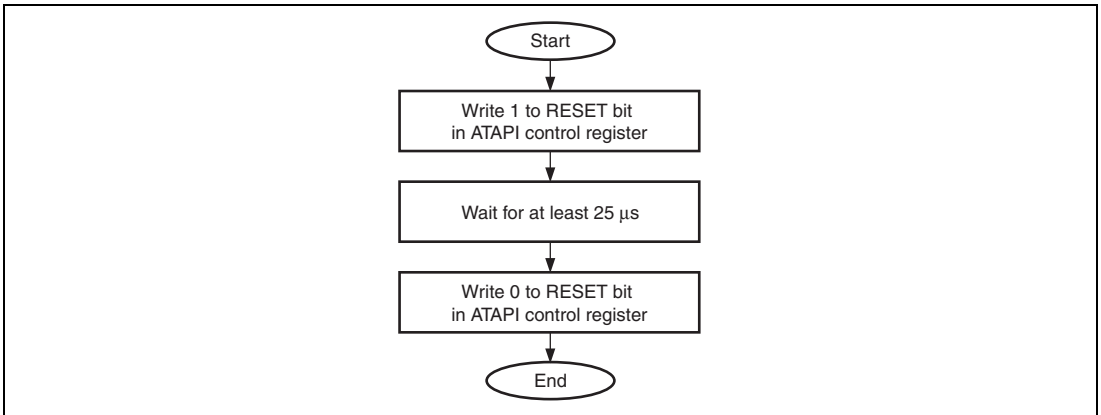 Start
Write 1 to RESET bit
in ATAPI control register
Wait for at least 25 μs
Write 0 to RESET bit
in ATAPI control register
End